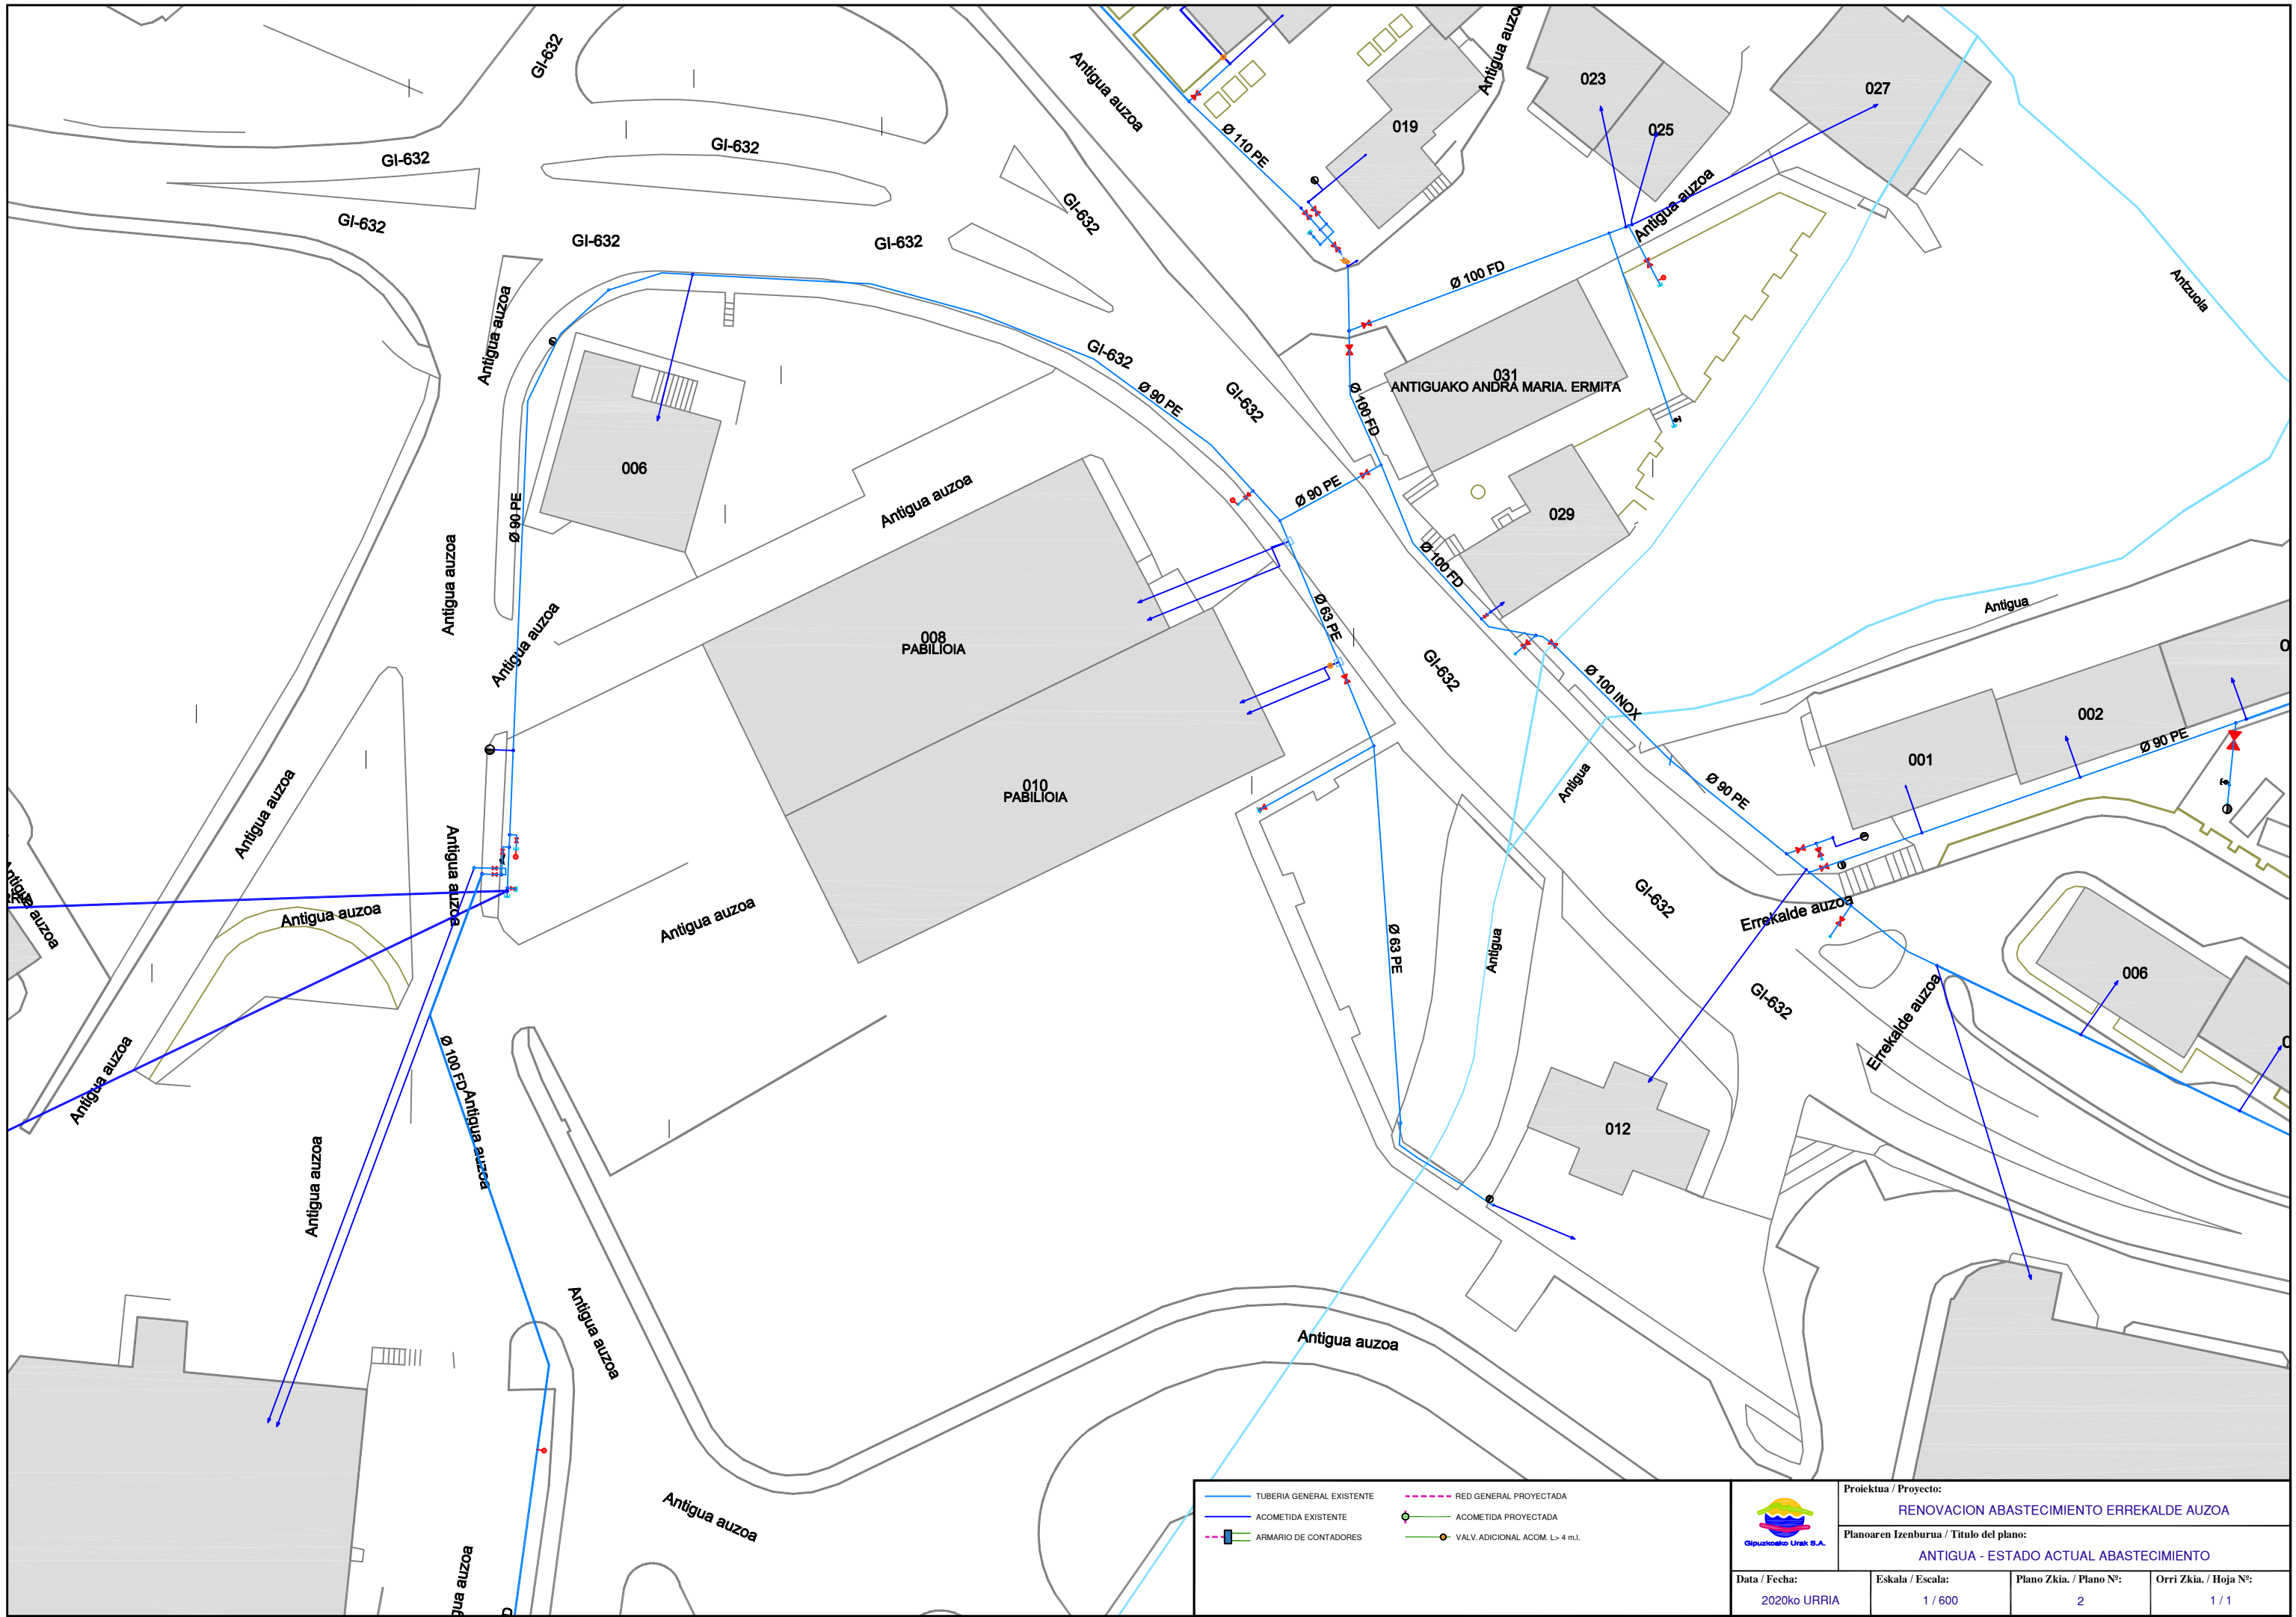 GI-632
Antigua auzoa
Antigua auzoa
023
027
019
025
GI-632
GI-632
Ø 110 PE
GI-632
GI-632
GI-632
GI-632
Antigua auzoa
Ø 100 FD
Antzuola
Antigua auzoa
GI-632
Ø 90 PE
GI-632
031
ANTIGUAKO ANDRA MARIA. ERMITA
Ø 100 FD
006
Antigua auzoa
Ø 90 PE
Ø 90 PE
029
Antigua auzoa
Ø 100 FD
Antigua auzoa
Ø 63 PE
Antigua
008
PABILIOIA
GI-632
Ø 100 INOX
002
Ø 90 PE
001
010
PABILIOIA
Antigua
Ø 90 PE
Antigua auzoa
Antigua auzoa
Antigua auzoa
Antigua auzoa
Antigua auzoa
Ø 63 PE
Antigua
GI-632
Errekalde auzoa
006
GI-632
Errekalde auzoa
Antigua auzoa
Ø 100 FD
Antigua auzoa
012
Antigua auzoa
Antigua auzoa
Antigua auzoa
Antigua auzoa
TUBERIA GENERAL EXISTENTE
RED GENERAL PROYECTADA
ACOMETIDA EXISTENTE
ACOMETIDA PROYECTADA
ARMARIO DE CONTADORES
VALV. ADICIONAL ACOM. L> 4 m.l.
Gipuzkoako Urak S.A.
Proiektua / Proyecto:
RENOVACION ABASTECIMIENTO ERREKALDE AUZOA
Planoaren Izenburua / Titulo del plano:
ANTIGUA - ESTADO ACTUAL ABASTECIMIENTO
Data / Fecha:
2020ko URRIA
Eskala / Escala:
1 / 600
Plano Zkia. / Plano Nº:
2
Orri Zkia. / Hoja Nº:
1 / 1